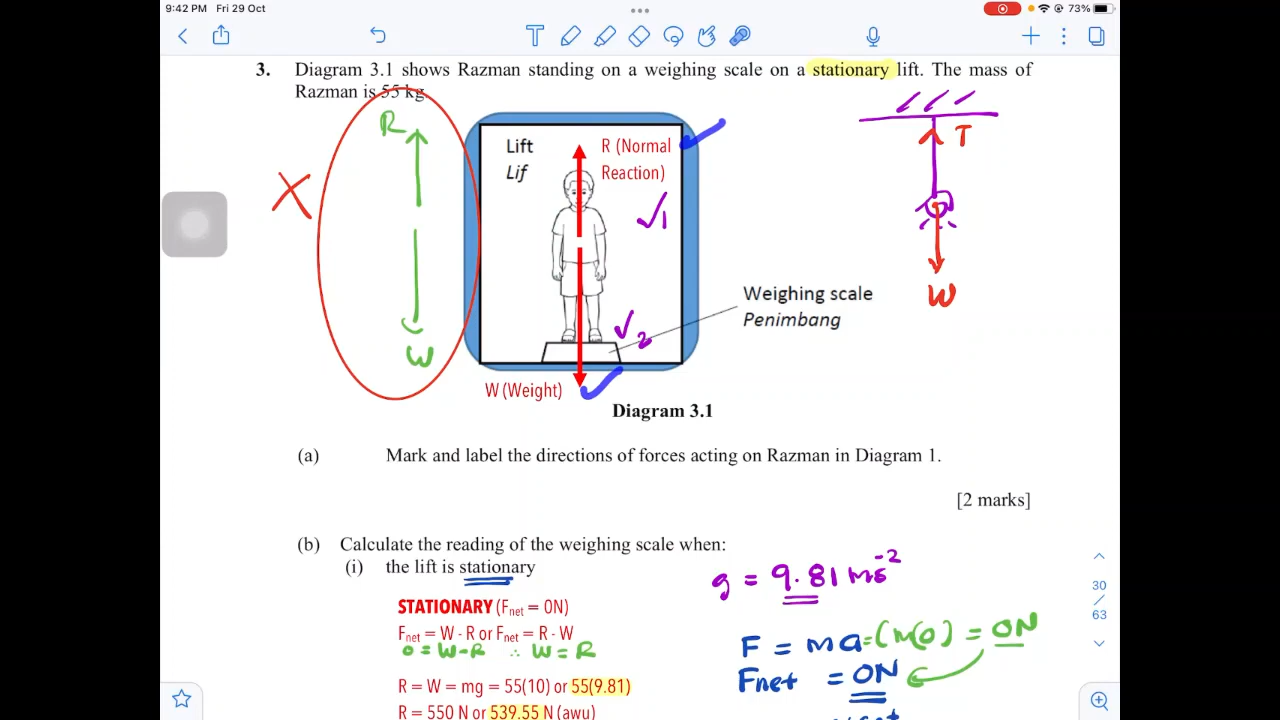 9:42 PM Fri 29 Oct
73%
3. Diagram 3.1 shows Razman standing on a weighing scale on a stationary lift. The mass of
Razman is 55 kg.
R
W
X
Lift
Lif
R (Normal
Reaction)
√1
√2
Weighing scale
Penimbang
W (Weight)
T
W
Diagram 3.1
(a) Mark and label the directions of forces acting on Razman in Diagram 1.
[2 marks]
(b) Calculate the reading of the weighing scale when:
(i) the lift is stationary
g = 9.81 ms⁻²
STATIONARY (Fnet = 0N)
Fnet = W - R or Fnet = R - W
0 = W-R ∴ W = R
R = W = mg = 55(10) or 55(9.81)
R = 550 N or 539.55 N (awu)
F = ma = (m)(0) = 0N
Fnet = 0N
30
/
63